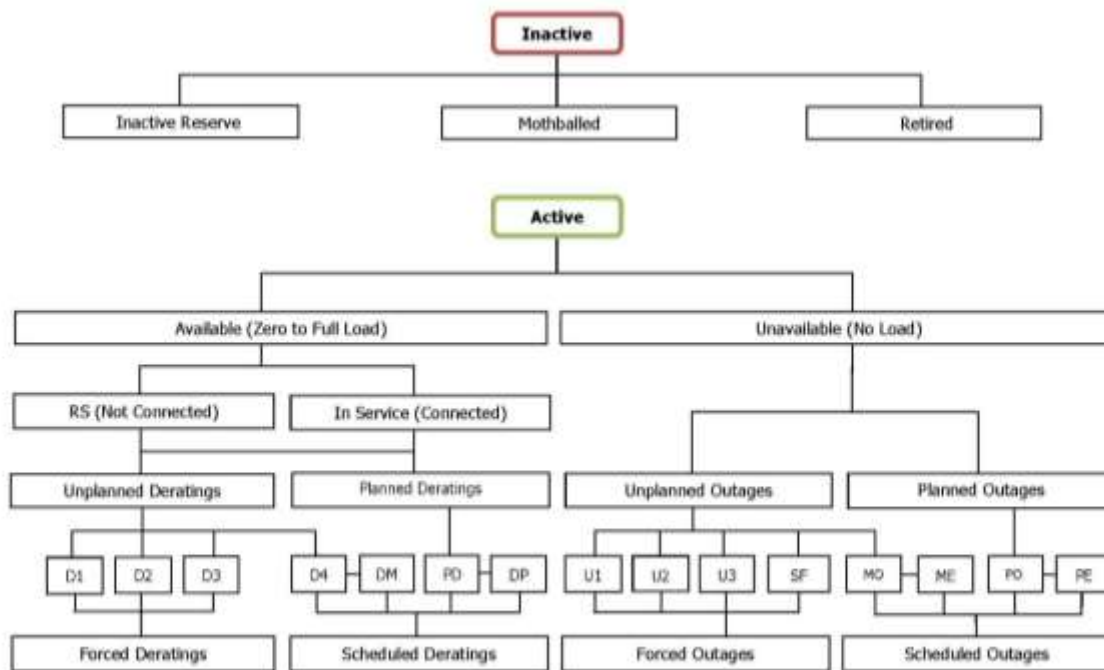 Inactive
Inactive Reserve
Mothballed
Retired
Active
Available (Zero to Full Load)
Unavailable (No Load)
RS (Not Connected)
In Service (Connected)
Unplanned Deratings
Planned Deratings
Unplanned Outages
Planned Outages
D1
D2
D3
D4
DM
PD
DP
U1
U2
U3
SF
MO
ME
PO
PE
Forced Deratings
Scheduled Deratings
Forced Outages
Scheduled Outages